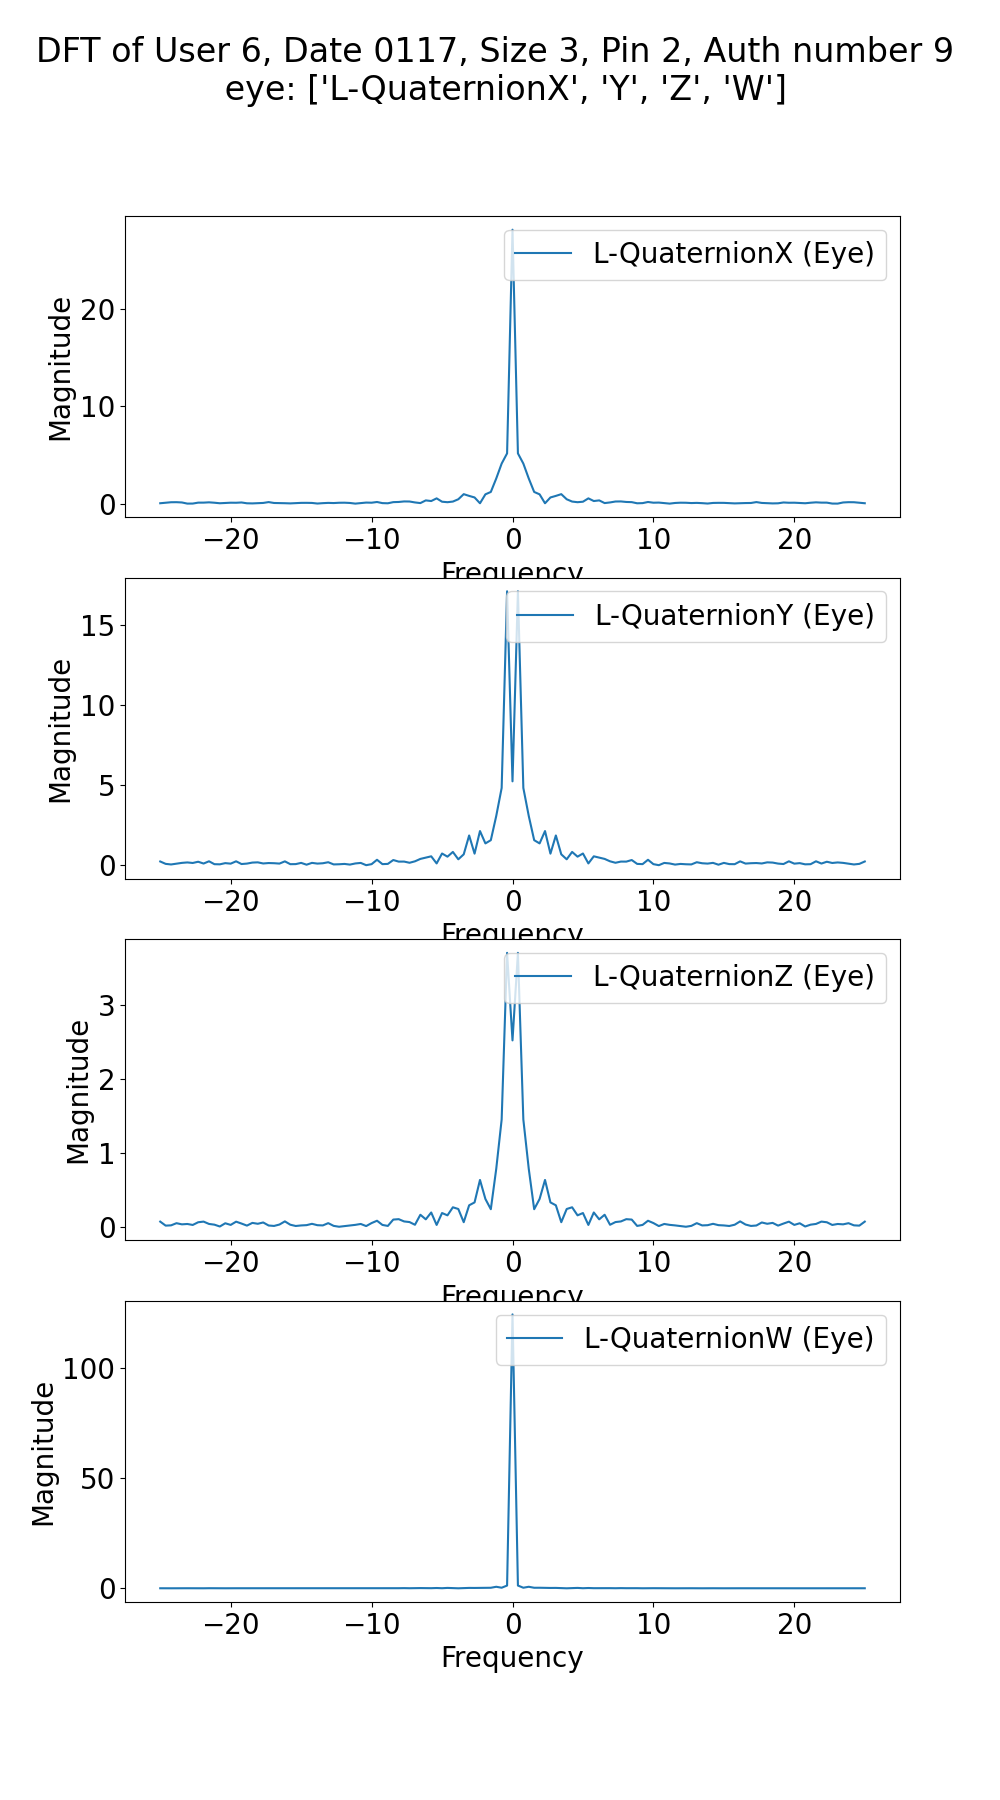 DFT of User 6, Date 0117, Size 3, Pin 2, Auth number 9
eye: ['L-QuaternionX', 'Y', 'Z', 'W']
L-QuaternionX (Eye)
Magnitude
20
10
0
−20 −10 0 10 20
Frequency
L-QuaternionY (Eye)
Magnitude
15
10
5
0
−20 −10 0 10 20
Frequency
L-QuaternionZ (Eye)
Magnitude
3
2
1
0
−20 −10 0 10 20
Frequency
L-QuaternionW (Eye)
Magnitude
100
50
0
−20 −10 0 10 20
Frequency